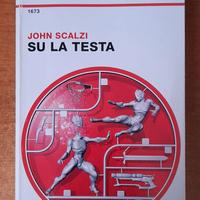 1673
JOHN SCALZI
SU LA TESTA